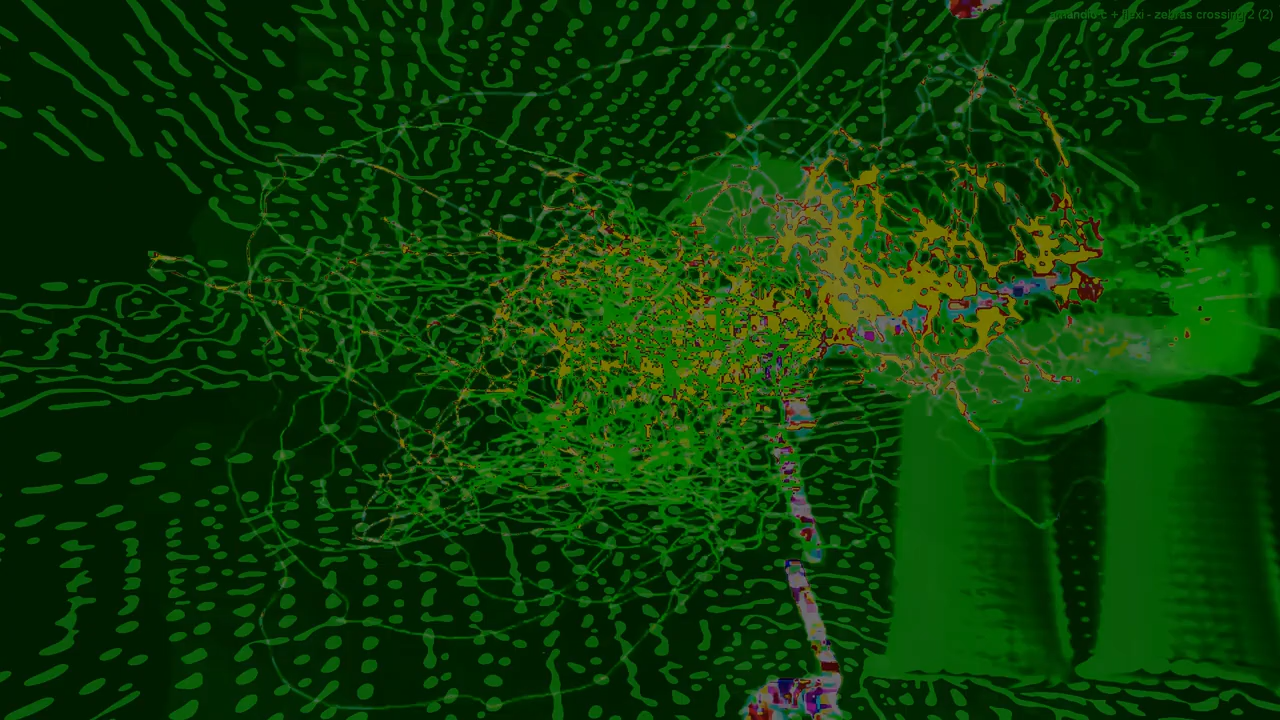 + flexi - zebras crossing 2 (2)